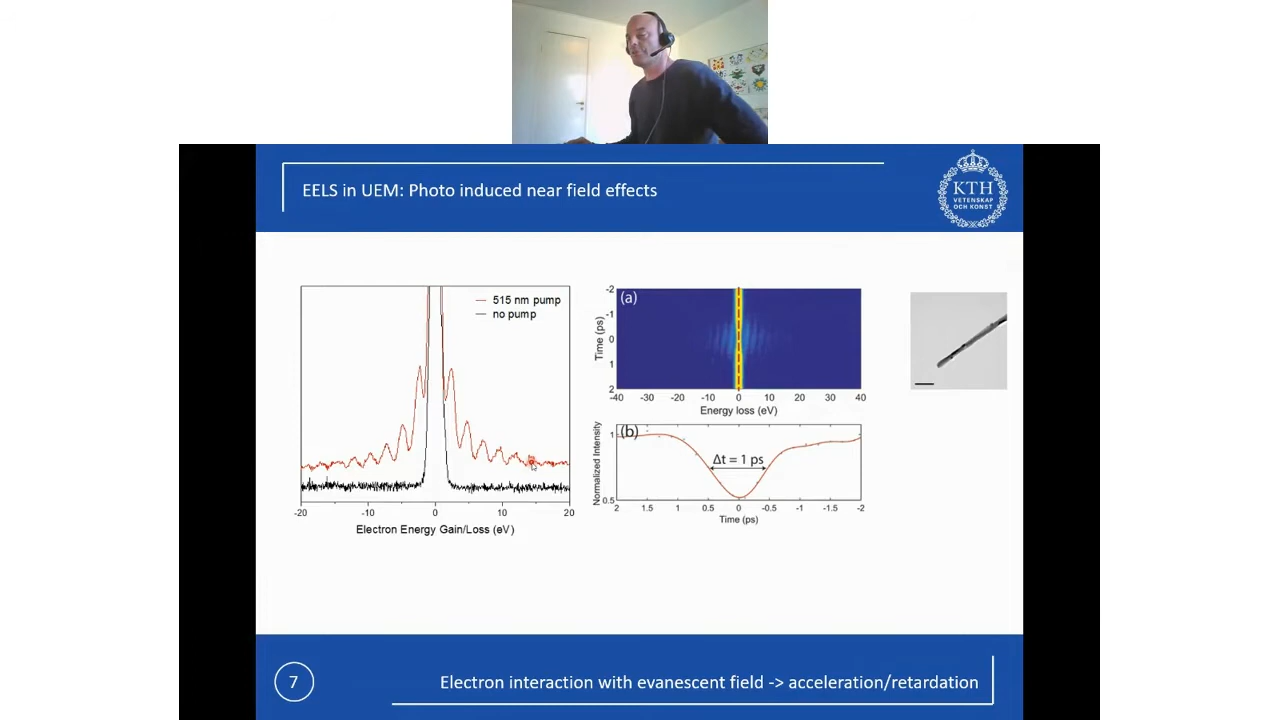 EELS in UEM: Photo induced near field effects
KTH
VETENSKAP
OCH KONST
515 nm pump
no pump
-20
-10
0
10
20
Electron Energy Gain/Loss (eV)
(a)
-2
-1
0
1
2
Time (ps)
-40
-30
-20
-10
0
10
20
30
40
Energy loss (eV)
(b)
1
0.5
Normalized Intensity
Δt = 1 ps
2
1.5
1
0.5
0
-0.5
-1
-1.5
-2
Time (ps)
7
Electron interaction with evanescent field -> acceleration/retardation